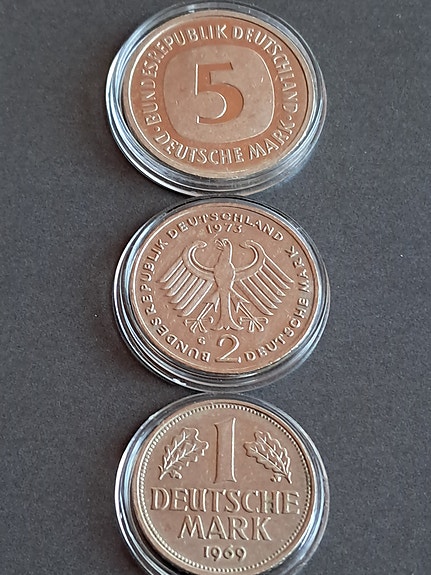 BUNDESREPUBLIK DEUTSCHLAND
5
DEUTSCHE MARK
BUNDESREPUBLIK DEUTSCHLAND
1973
DEUTSCHE MARK
G
2
1
DEUTSCHE
MARK
1969